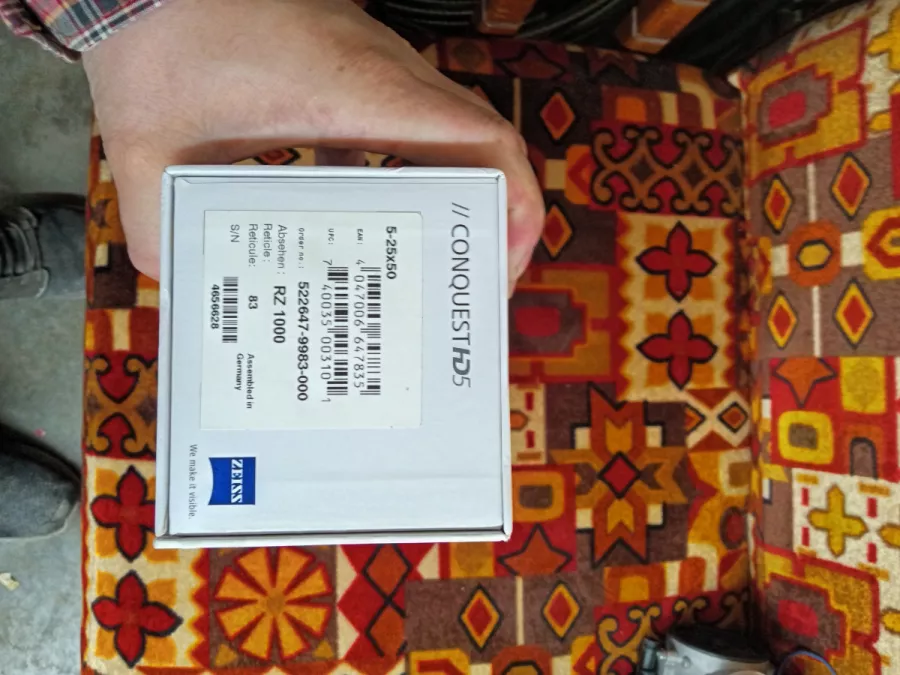 // CONQUEST HD5
5-25x50
EAN:
4 047006 647835
UPC:
7 40035 00310 1
Order no.: 522647-9983-000
Absehen: RZ 1000
Reticle:
Reticule: 83
S/N 4656628
Assembled in
Germany
ZEISS
We make it visible.